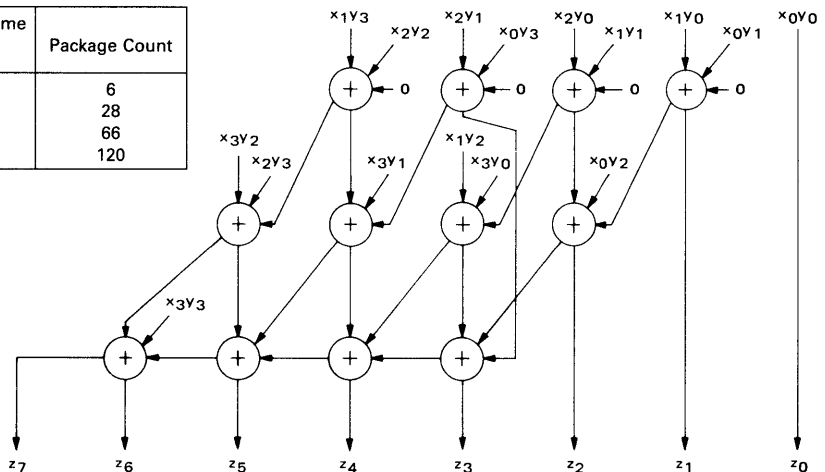 me
Package Count
6
28
66
120
x1y3 x2y1 x2y0 x1y0 x0y0
x2y2 x0y3 x1y1 x0y1
+ 0 + 0 + 0 + 0
x3y2 x1y2
x2y3 x3y1 x3y0 x0y2
+ + + +
x3y3
+ + + +
z7 z6 z5 z4 z3 z2 z1 z0